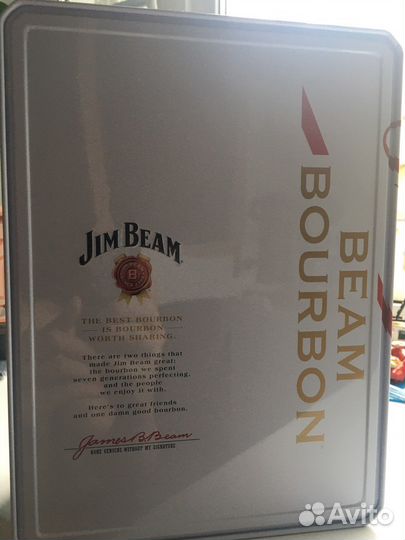 JIM BEAM
B
THE BEST BOURBON
IS BOURBON
WORTH SHARING.
There are two things that
made Jim Beam great:
the bourbon we spent
seven generations perfecting,
and the people
we enjoy it with.
Here's to great friends
and one damn good bourbon.
James B. Beam
NONE GENUINE WITHOUT MY SIGNATURE
BEAM
BOURBON
Avito